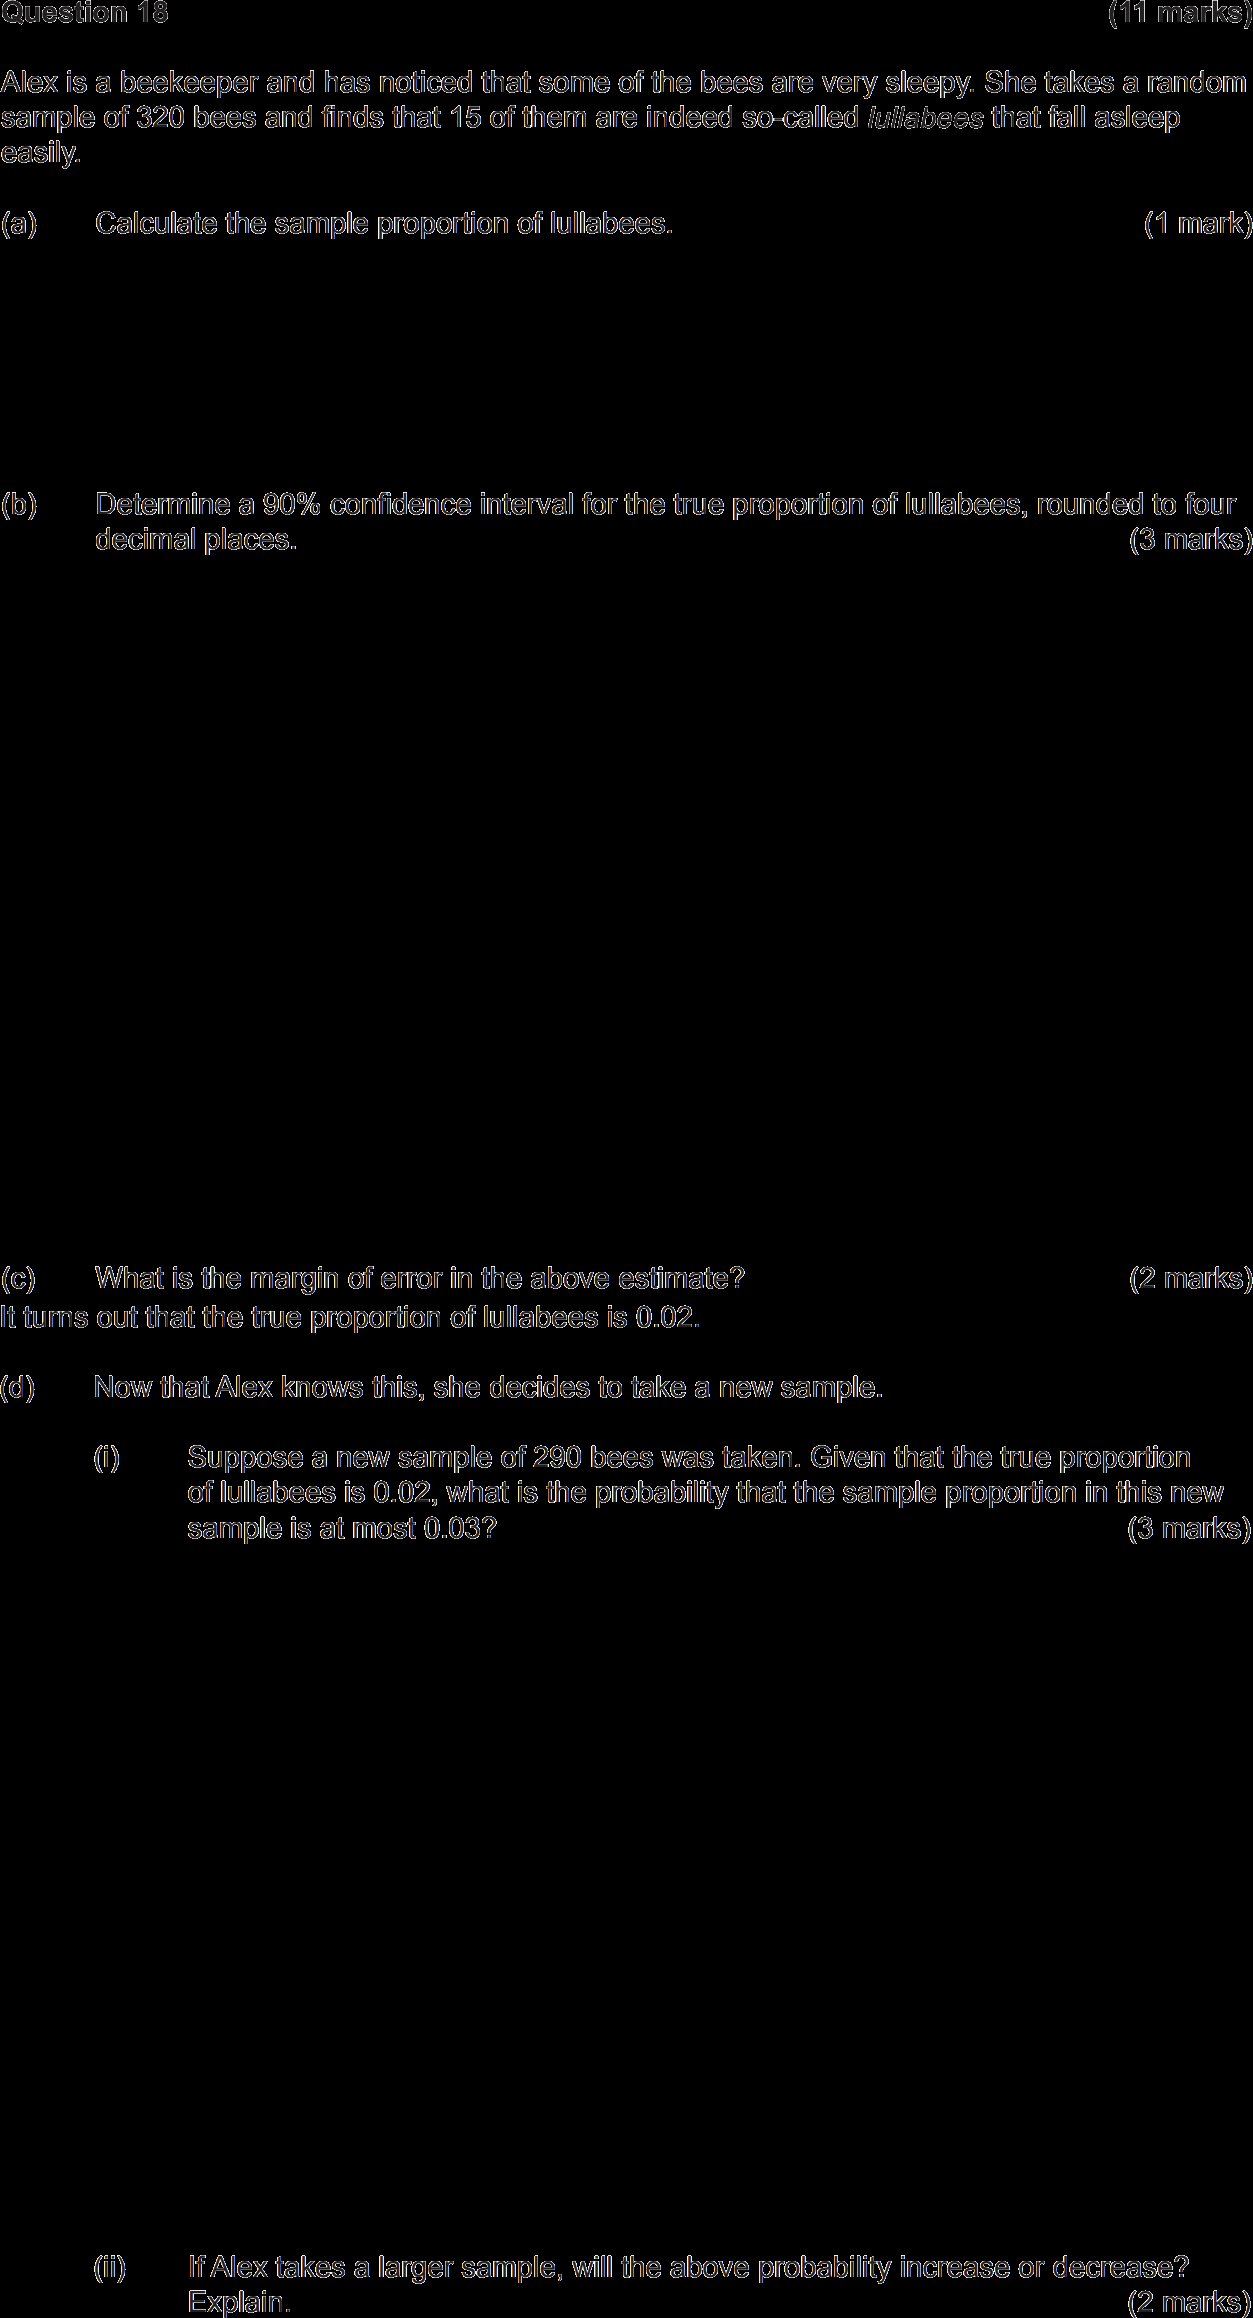 Question 18 (11 marks)
Alex is a beekeeper and has noticed that some of the bees are very sleepy. She takes a random
sample of 320 bees and finds that 15 of them are indeed so-called lullabees that fall asleep
easily.
(a) Calculate the sample proportion of lullabees. (1 mark)
(b) Determine a 90% confidence interval for the true proportion of lullabees, rounded to four
decimal places. (3 marks)
(c) What is the margin of error in the above estimate? (2 marks)
It turns out that the true proportion of lullabees is 0.02.
(d) Now that Alex knows this, she decides to take a new sample.
(i) Suppose a new sample of 290 bees was taken. Given that the true proportion
of lullabees is 0.02, what is the probability that the sample proportion in this new
sample is at most 0.03? (3 marks)
(ii) If Alex takes a larger sample, will the above probability increase or decrease?
Explain. (2 marks)